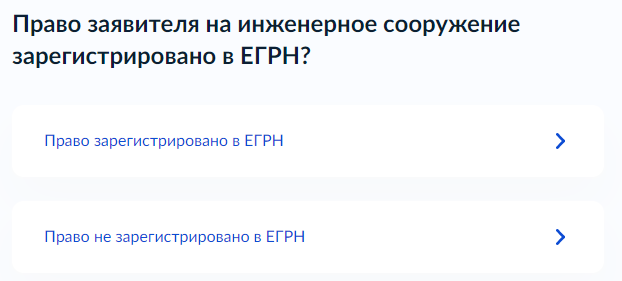 Право заявителя на инженерное сооружение
зарегистрировано в ЕГРН?
Право зарегистрировано в ЕГРН
Право не зарегистрировано в ЕГРН